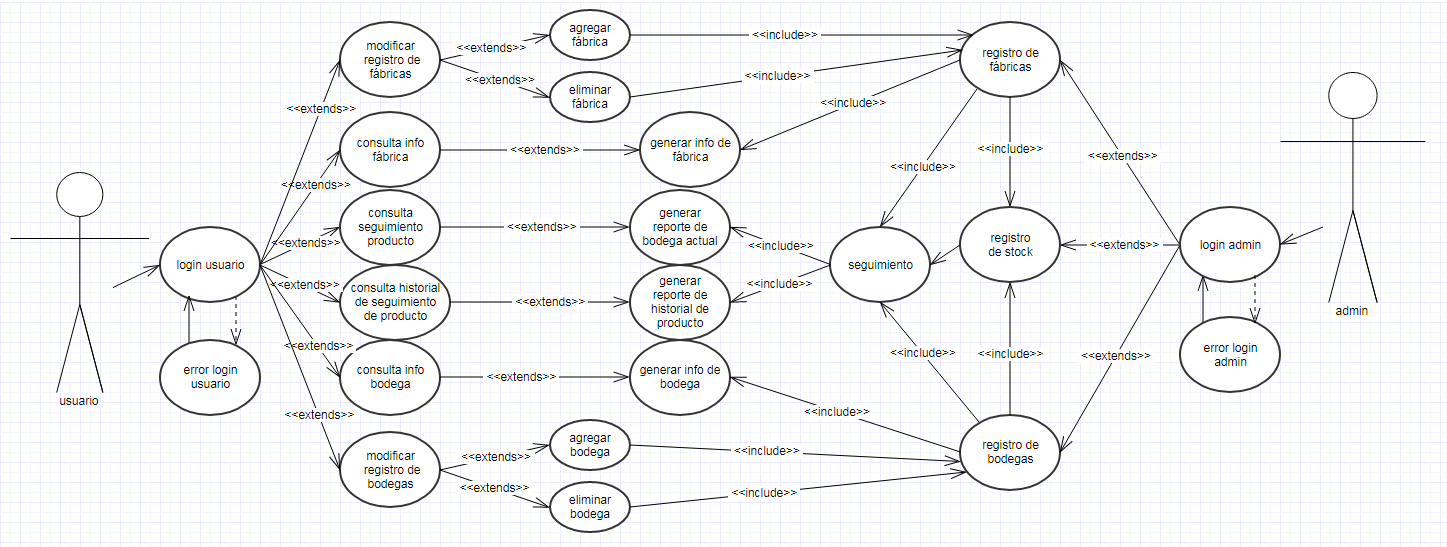 modificar
registro de
fábricas
<<extends>>
agregar
fábrica
<<include>>
registro de
fábricas
<<extends>>
eliminar
fábrica
<<include>>
<<include>>
<<extends>>
consulta info
fábrica
<<extends>>
generar info de
fábrica
<<include>>
<<include>>
<<extends>>
<<extends>>
consulta
seguimiento
producto
<<extends>>
<<extends>>
generar
reporte de
bodega actual
<<include>>
login usuario
seguimiento
registro
de stock
<<extends>>
login admin
consulta historial
de seguimiento
de producto
<<extends>>
<<extends>>
generar
reporte de
historial de
producto
<<include>>
admin
usuario
error login
usuario
<<extends>>
consulta info
bodega
<<extends>>
generar info de
bodega
<<include>>
<<include>>
<<include>>
<<extends>>
error login
admin
<<extends>>
modificar
registro de
bodegas
<<extends>>
agregar
bodega
<<include>>
registro de
bodegas
<<extends>>
eliminar
bodega
<<include>>